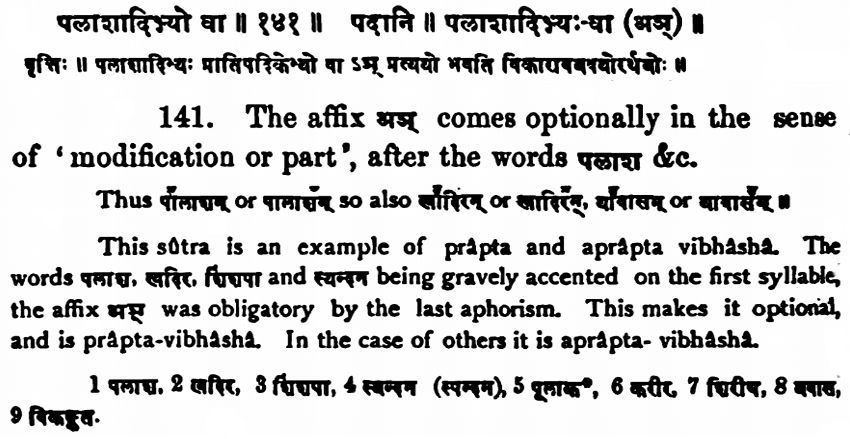 पलाशादिभ्यो वा ॥ १४१ ॥ पदानि ॥ पलाशादिभ्यः-वा (अञ्) ॥
वृत्तिः ॥ पलाशादिभ्यः प्रातिपदिकेभ्यो वा ऽञ् प्रत्ययो भवति विकारावयवयोरर्थयोः ॥
141. The affix अञ् comes optionally in the sense
of ‘modification or part’, after the words पलाश &c.
Thus पा॑लाशम् or पालाश॑म् so also खा॑दिरम् or खादिर॑म्, या॑वासम् or यावास॑म् ॥
This sûtra is an example of prâpta and aprâpta vibhâshâ. The
words पलाश, खदिर, शिंशपा and स्यन्दन being gravely accented on the first syllable,
the affix अञ् was obligatory by the last aphorism. This makes it optional,
and is prâpta-vibhâshâ. In the case of others it is aprâpta- vibhâshâ.
1 पलाश, 2 खदिर, 3 शिंशपा, 4 स्यन्दन (स्पन्दन), 5 पूलाक*, 6 करीर, 7 शिरीष, 8 यवास,
9 विकङ्कत.